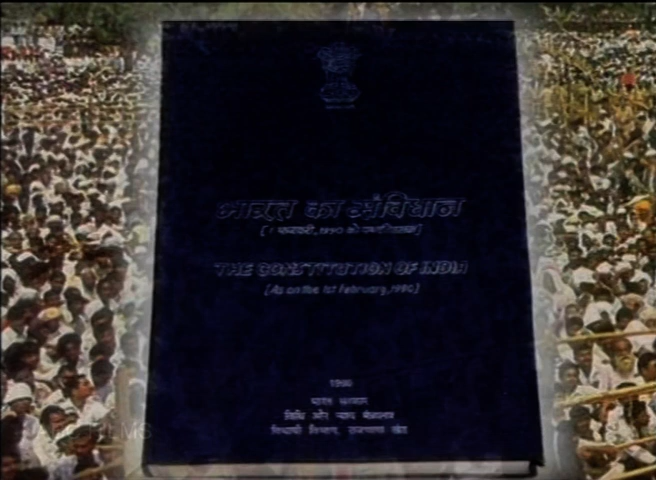 भारत का संविधान
[1 फरवरी, 1990 को यथाविद्यमान]
THE CONSTITUTION OF INDIA
[As on the 1st February, 1990]
1990
भारत सरकार
विधि और न्याय मंत्रालय
विधायी विभाग, राजभाषा खंड